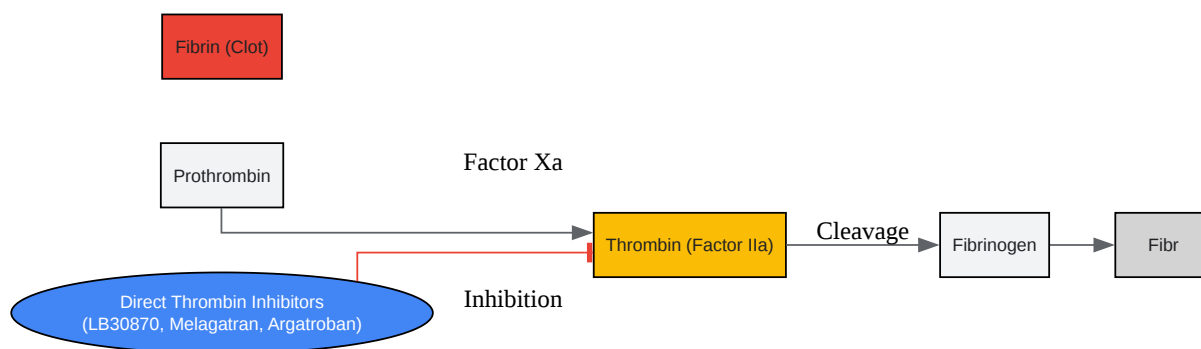 Fibrin (Clot)
Prothrombin
Factor Xa
Thrombin (Factor IIa)
Cleavage
Fibrinogen
Fibr
Inhibition
Direct Thrombin Inhibitors
(LB30870, Melagatran, Argatroban)